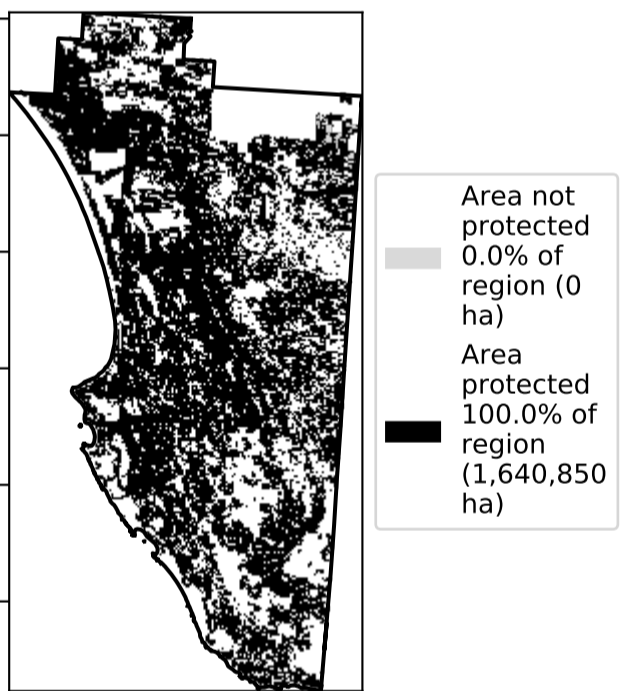 Area not
protected
0.0% of
region (0
ha)
Area
protected
100.0% of
region
(1,640,850
ha)